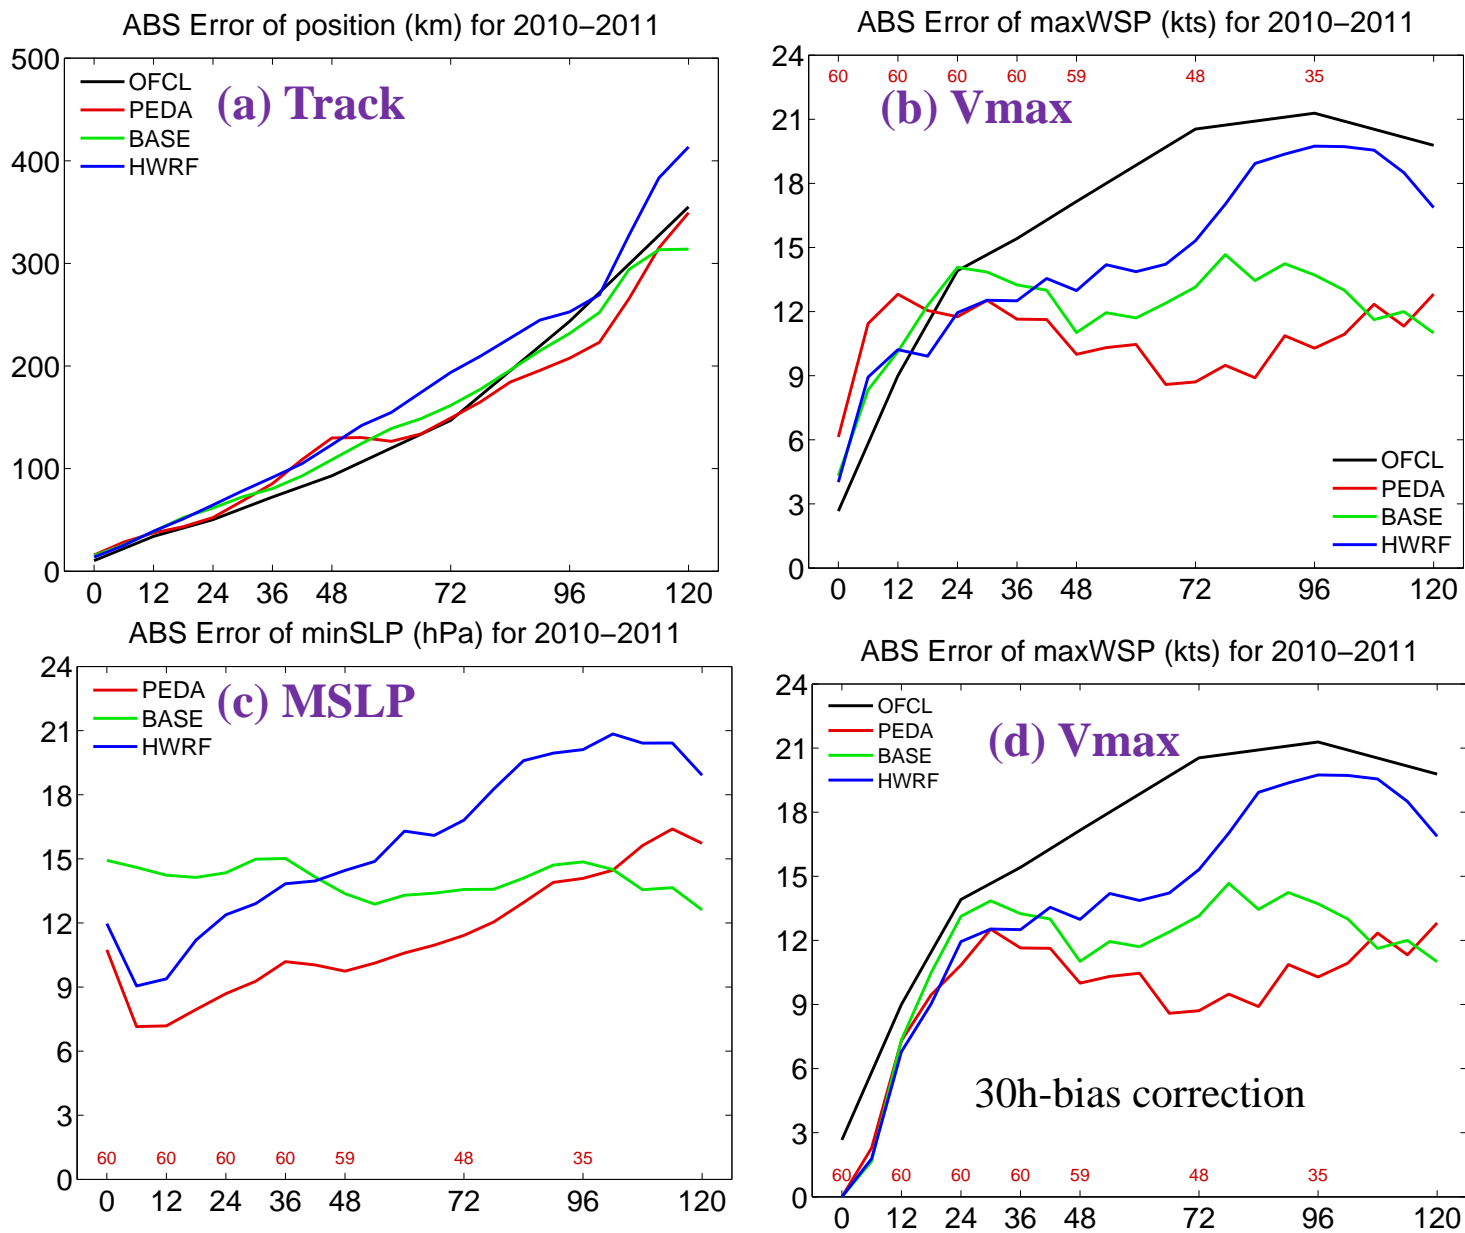 ABS Error of position (km) for 2010−2011
500
400
300
200
100
0
OFCL
PEDA
BASE
HWRF
(a) Track
0 12 24 36 48 72 96 120
ABS Error of maxWSP (kts) for 2010−2011
24
21
18
15
12
9
6
3
0
60 60 60 60 59 48 35
(b) Vmax
OFCL
PEDA
BASE
HWRF
0 12 24 36 48 72 96 120
ABS Error of minSLP (hPa) for 2010−2011
24
21
18
15
12
9
6
3
0
PEDA
BASE
HWRF
(c) MSLP
60 60 60 60 59 48 35
0 12 24 36 48 72 96 120
ABS Error of maxWSP (kts) for 2010−2011
24
21
18
15
12
9
6
3
0
OFCL
PEDA
BASE
HWRF
(d) Vmax
30h-bias correction
60 60 60 60 59 48 35
0 12 24 36 48 72 96 120